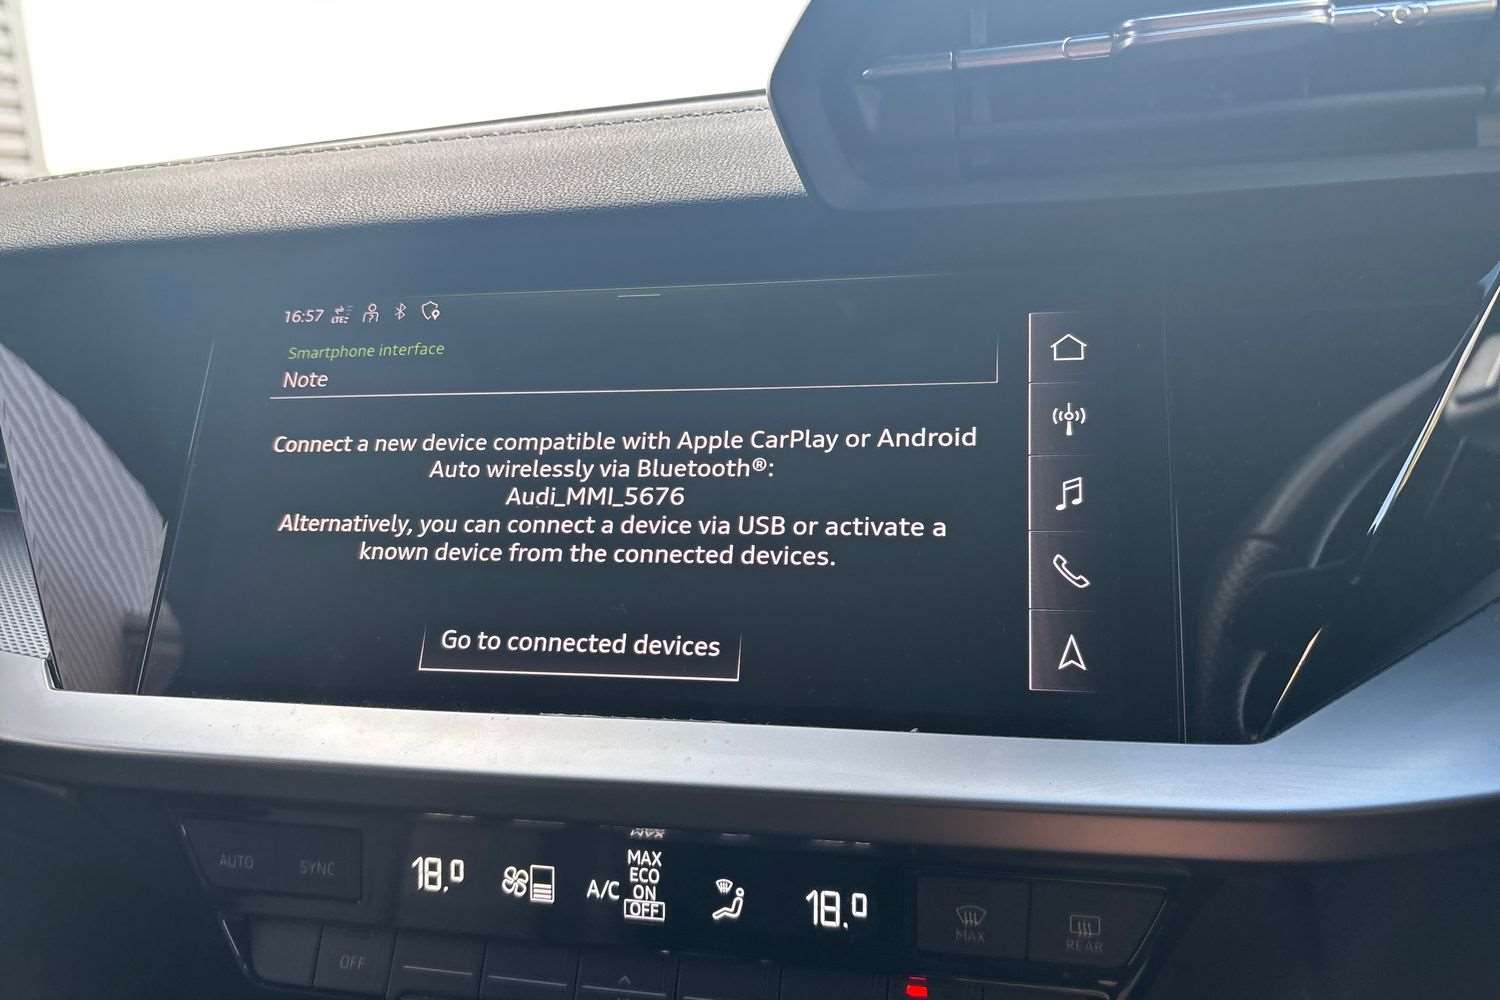 16:57 LTE
Smartphone interface
Note
Connect a new device compatible with Apple CarPlay or Android
Auto wirelessly via Bluetooth®:
Audi_MMI_5676
Alternatively, you can connect a device via USB or activate a
known device from the connected devices.
Go to connected devices
AUTO SYNC
18.0
A/C
MAX
MAX
ECO
ON
OFF
18.0
MAX
REAR
OFF